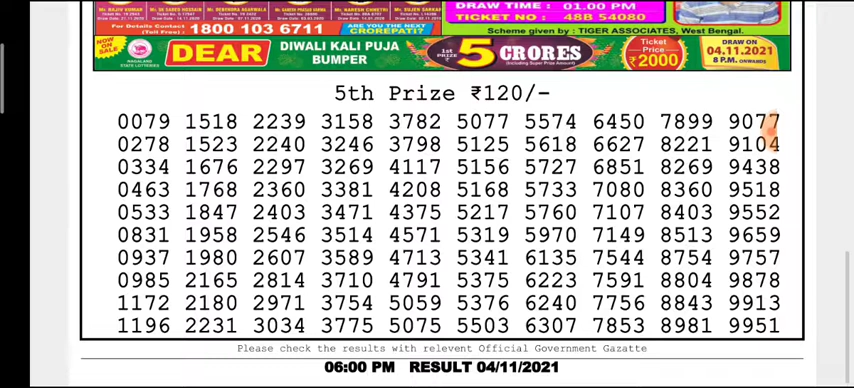 DRAW TIME : 01.00 PM
TICKET NO : 48B 54080
For Details Contact: (Toll Free) : 1800 103 6711
ARE YOU THE NEXT CROREPATI?
Scheme given by : TIGER ASSOCIATES, West Bengal.
NOW ON SALE
NAGALAND STATE LOTTERIES
DEAR
DIWALI KALI PUJA BUMPER
1st PRIZE ₹ 5 CRORES
(Including Super Prize Amount)
Ticket Price ₹2000
DRAW ON 04.11.2021
8 P.M. ONWARDS
5th Prize ₹120/-
0079 1518 2239 3158 3782 5077 5574 6450 7899 9077
0278 1523 2240 3246 3798 5125 5618 6627 8221 9104
0334 1676 2297 3269 4117 5156 5727 6851 8269 9438
0463 1768 2360 3381 4208 5168 5733 7080 8360 9518
0533 1847 2403 3471 4375 5217 5760 7107 8403 9552
0831 1958 2546 3514 4571 5319 5970 7149 8513 9659
0937 1980 2607 3589 4713 5341 6135 7544 8754 9757
0985 2165 2814 3710 4791 5375 6223 7591 8804 9878
1172 2180 2971 3754 5059 5376 6240 7756 8843 9913
1196 2231 3034 3775 5075 5503 6307 7853 8981 9951
Please check the results with relevent Official Government Gazatte
06:00 PM RESULT 04/11/2021